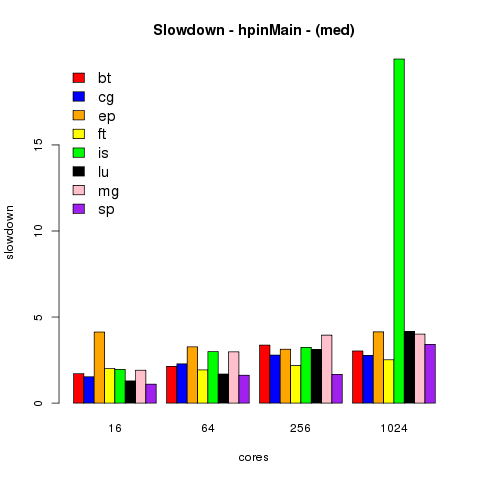 Slowdown - hpinMain - (med)
bt
cg
ep
ft
is
lu
mg
sp
slowdown
15
10
5
0
16 64 256 1024
cores